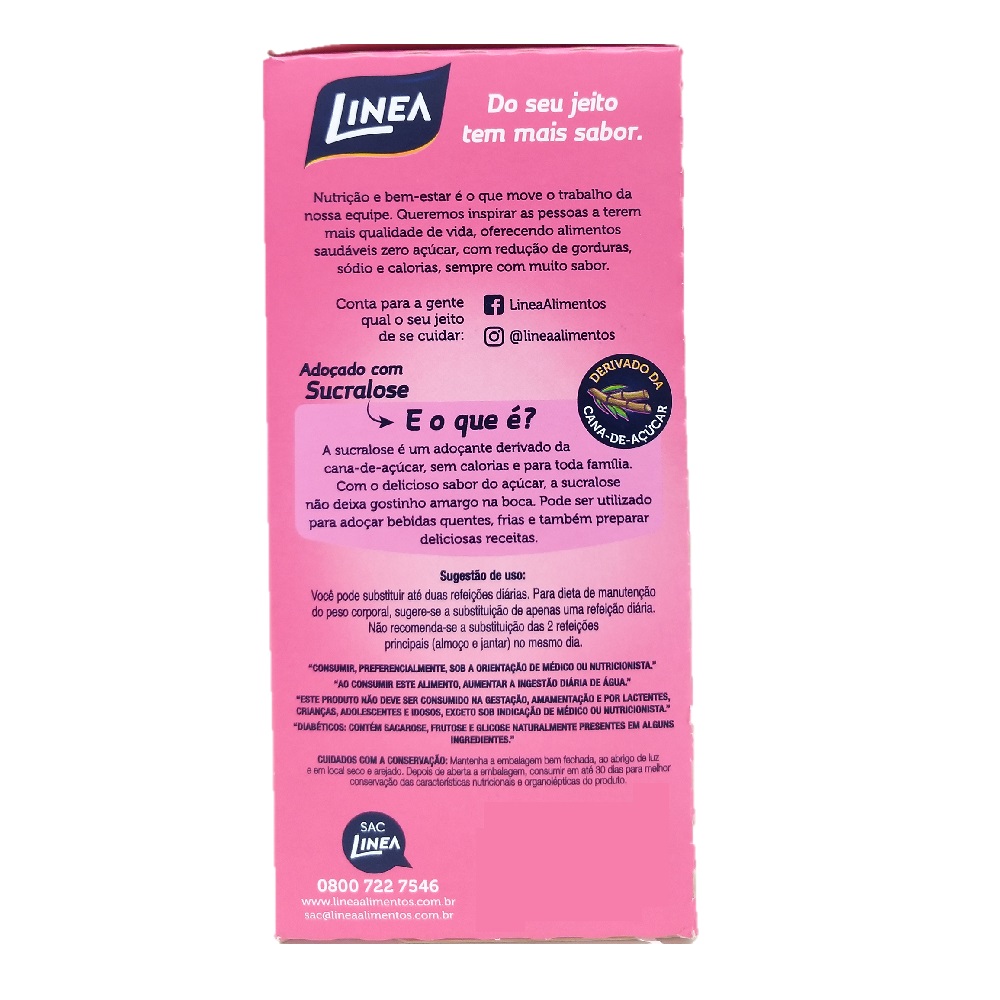 LINEA
Do seu jeito
tem mais sabor.
Nutrição e bem-estar é o que move o trabalho da
nossa equipe. Queremos inspirar as pessoas a terem
mais qualidade de vida, oferecendo alimentos
saudáveis zero açúcar, com redução de gorduras,
sódio e calorias, sempre com muito sabor.
Conta para a gente
qual o seu jeito
de se cuidar:
LineaAlimentos
@lineaalimentos
Adoçado com
Sucralose
DERIVADO DA
CANA-DE-AÇÚCAR
E o que é?
A sucralose é um adoçante derivado da
cana-de-açúcar, sem calorias e para toda família.
Com o delicioso sabor do açúcar, a sucralose
não deixa gostinho amargo na boca. Pode ser utilizado
para adoçar bebidas quentes, frias e também preparar
deliciosas receitas.
Sugestão de uso:
Você pode substituir até duas refeições diárias. Para dieta de manutenção
do peso corporal, sugere-se a substituição de apenas uma refeição diária.
Não recomenda-se a substituição das 2 refeições
principais (almoço e jantar) no mesmo dia.
"CONSUMIR, PREFERENCIALMENTE, SOB A ORIENTAÇÃO DE MÉDICO OU NUTRICIONISTA."
"AO CONSUMIR ESTE ALIMENTO, AUMENTAR A INGESTÃO DIÁRIA DE ÁGUA."
"ESTE PRODUTO NÃO DEVE SER CONSUMIDO NA GESTAÇÃO, AMAMENTAÇÃO E POR LACTENTES,
CRIANÇAS, ADOLESCENTES E IDOSOS, EXCETO SOB INDICAÇÃO DE MÉDICO OU NUTRICIONISTA."
"DIABÉTICOS: CONTÉM SACAROSE, FRUTOSE E GLICOSE NATURALMENTE PRESENTES EM ALGUNS
INGREDIENTES."
CUIDADOS COM A CONSERVAÇÃO: Mantenha a embalagem bem fechada, ao abrigo de luz
e em local seco e arejado. Depois de aberta a embalagem, consumir em até 30 dias para melhor
conservação das características nutricionais e organolépticas do produto.
SAC
LINEA
0800 722 7546
www.lineaalimentos.com.br
sac@lineaalimentos.com.br